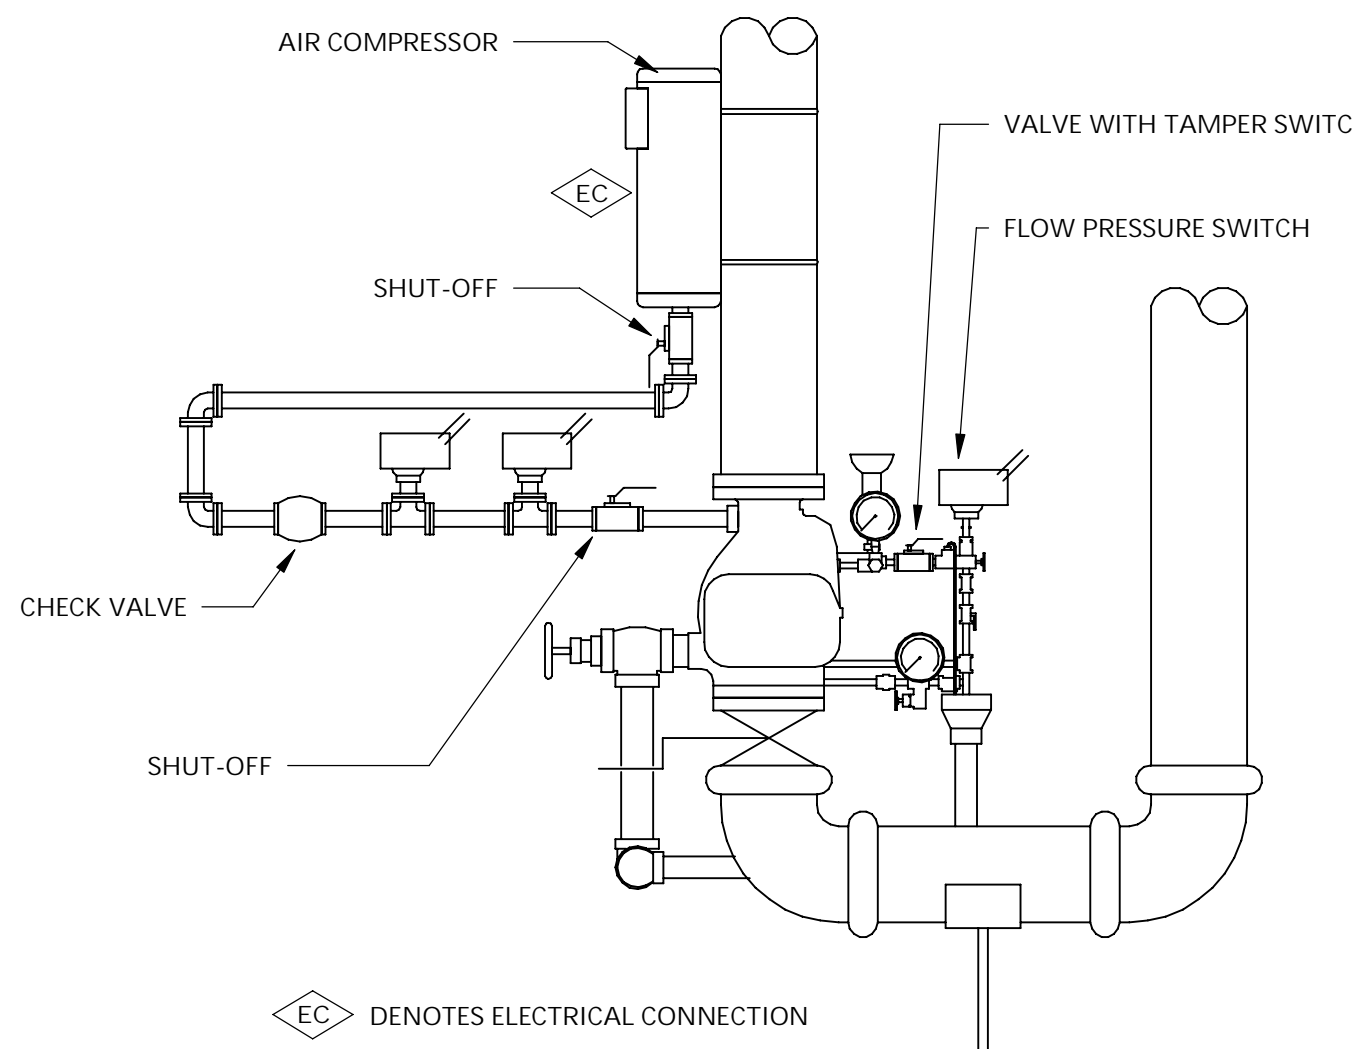 AIR COMPRESSOR
VALVE WITH TAMPER SWITC
EC
FLOW PRESSURE SWITCH
SHUT-OFF
CHECK VALVE
SHUT-OFF
EC DENOTES ELECTRICAL CONNECTION